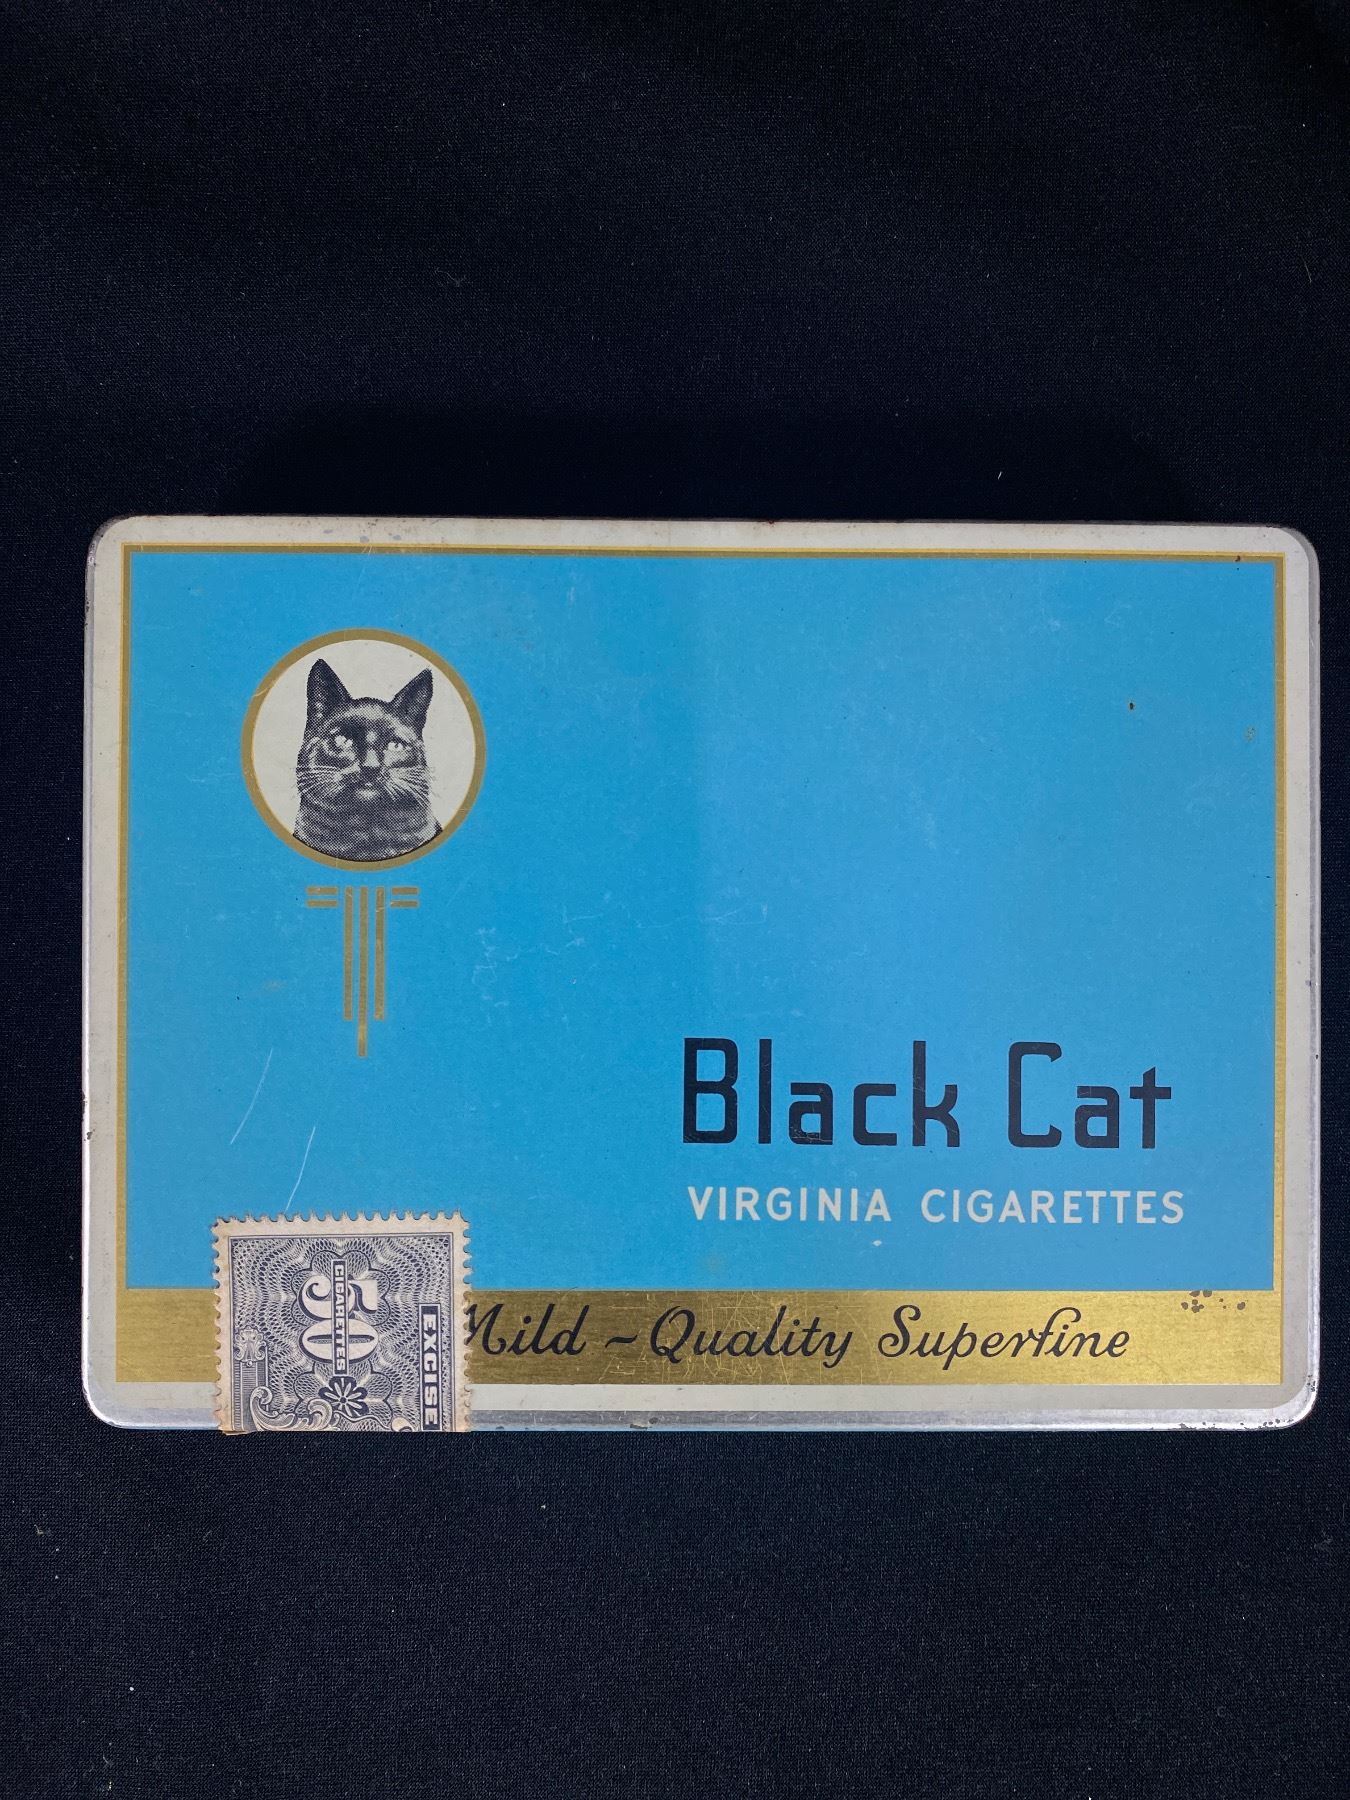 Black Cat
VIRGINIA CIGARETTES
Mild ~ Quality Superfine
EXCISE
50
CIGARETTES